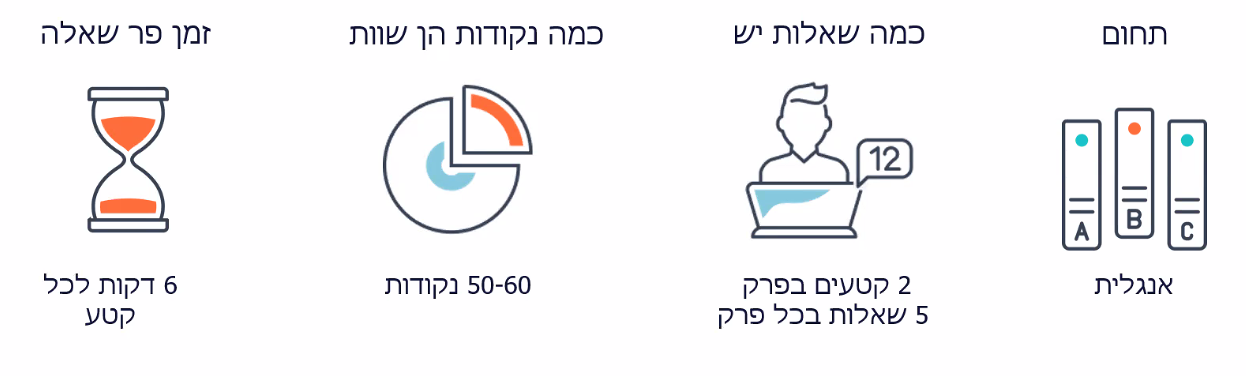 תחום
כמה שאלות יש
כמה נקודות הן שוות
זמן פר שאלה
A
B
C
12
אנגלית
2 קטעים בפרק
5 שאלות בכל פרק
50-60 נקודות
6 דקות לכל
קטע